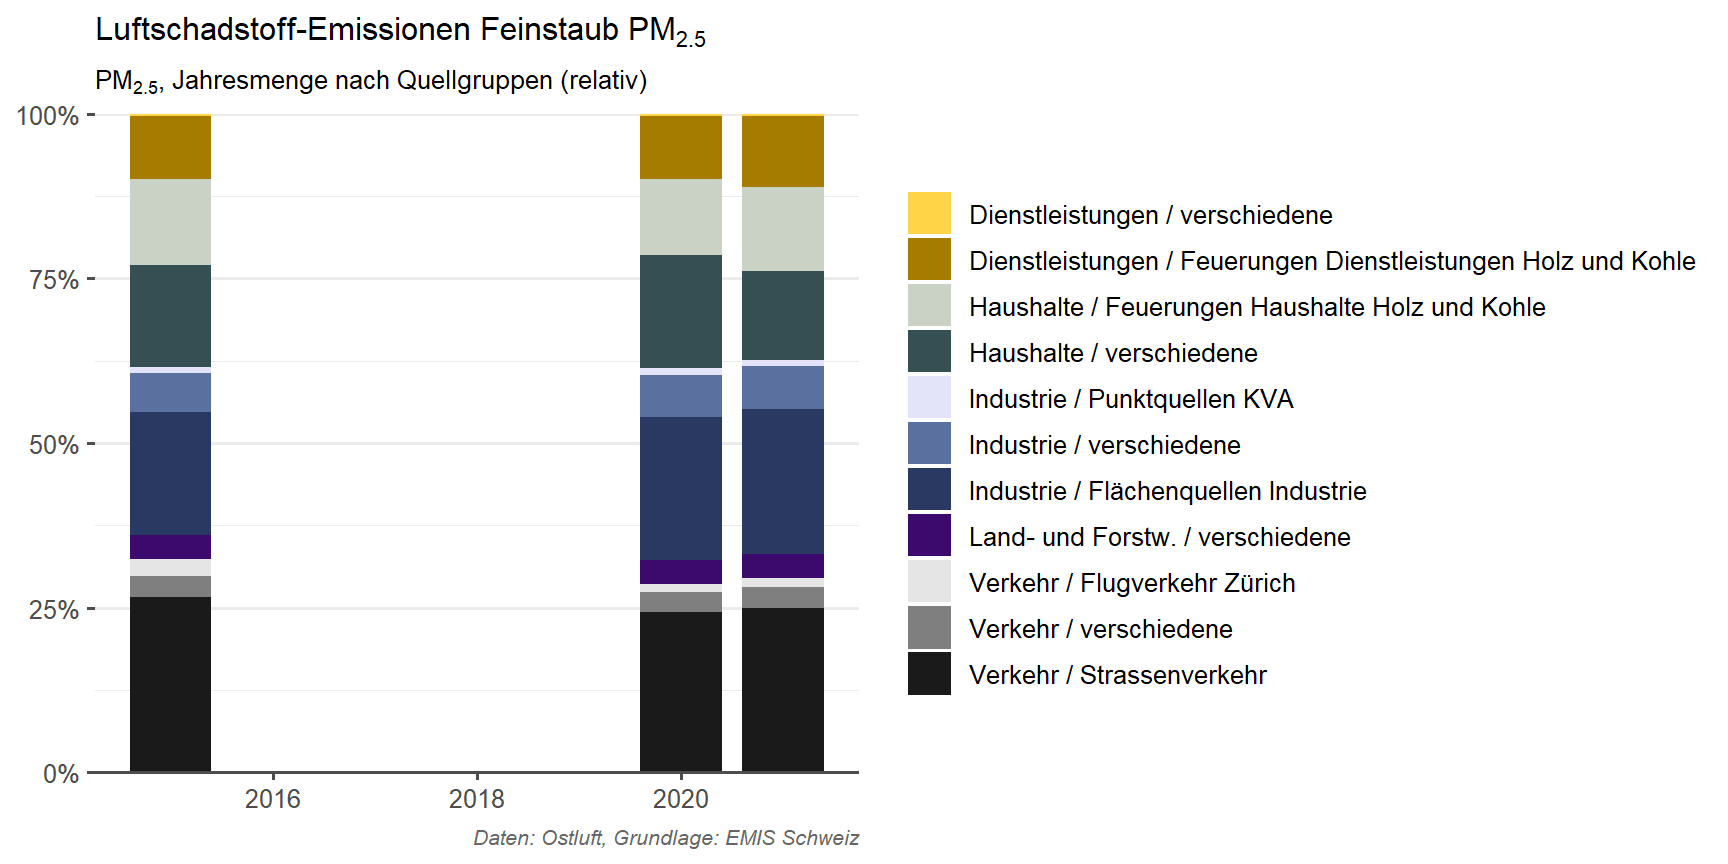 Luftschadstoff-Emissionen Feinstaub PM2.5
PM2.5, Jahresmenge nach Quellgruppen (relativ)
100%
75%
50%
25%
0%
2016
2018
2020
Dienstleistungen / verschiedene
Dienstleistungen / Feuerungen Dienstleistungen Holz und Kohle
Haushalte / Feuerungen Haushalte Holz und Kohle
Haushalte / verschiedene
Industrie / Punktquellen KVA
Industrie / verschiedene
Industrie / Flächenquellen Industrie
Land- und Forstw. / verschiedene
Verkehr / Flugverkehr Zürich
Verkehr / verschiedene
Verkehr / Strassenverkehr
Daten: Ostluft, Grundlage: EMIS Schweiz